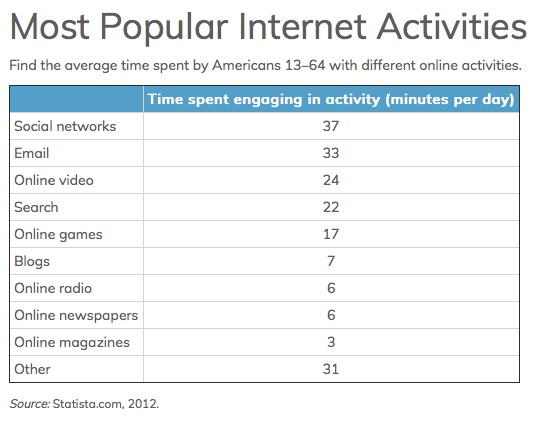 Most Popular Internet Activities
Find the average time spent by Americans 13–64 with different online activities.
Time spent engaging in activity (minutes per day)
Social networks 37
Email 33
Online video 24
Search 22
Online games 17
Blogs 7
Online radio 6
Online newspapers 6
Online magazines 3
Other 31
Source: Statista.com, 2012.